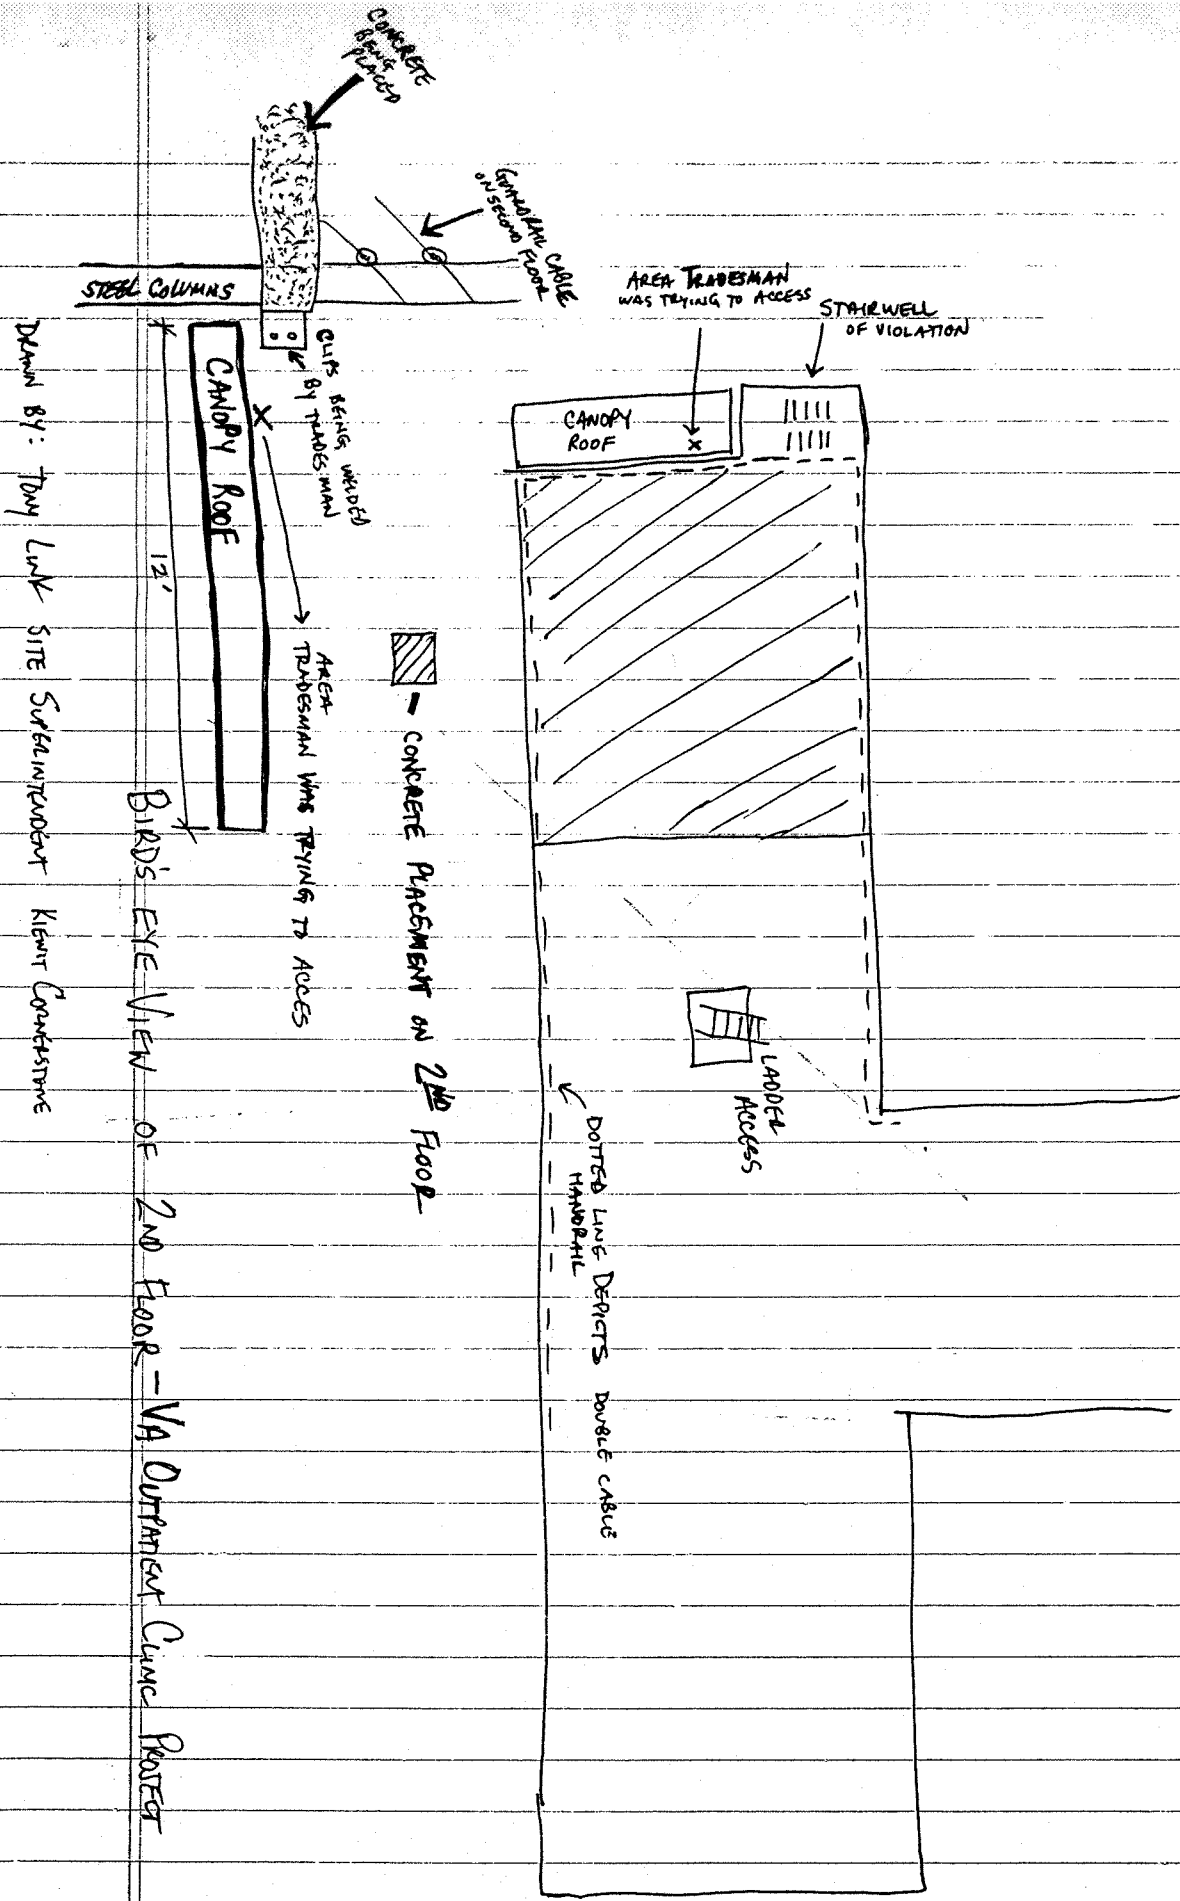 CONCRETE
BEING
PLACED
GUARDRAIL CABLE
ON SECOND FLOOR
STEEL COLUMNS
CLIPS BEING WELDED
BY TRADESMAN
CANOPY ROOF
X
12'
AREA
TRADESMAN WAS TRYING TO ACCES
AREA TRADESMAN
WAS TRYING TO ACCESS
STAIRWELL
OF VIOLATION
CANOPY
ROOF
X
- CONCRETE PLACEMENT ON 2ND FLOOR
LADDER
ACCESS
DOTTED LINE DEPICTS DOUBLE CABLE
HANDRAIL
BIRD'S EYE VIEW OF 2ND FLOOR - VA OUTPATIENT CLINIC PROJECT
DRAWN BY: TONY LINK SITE SUPERINTENDENT KIEWIT CORNERSTONE